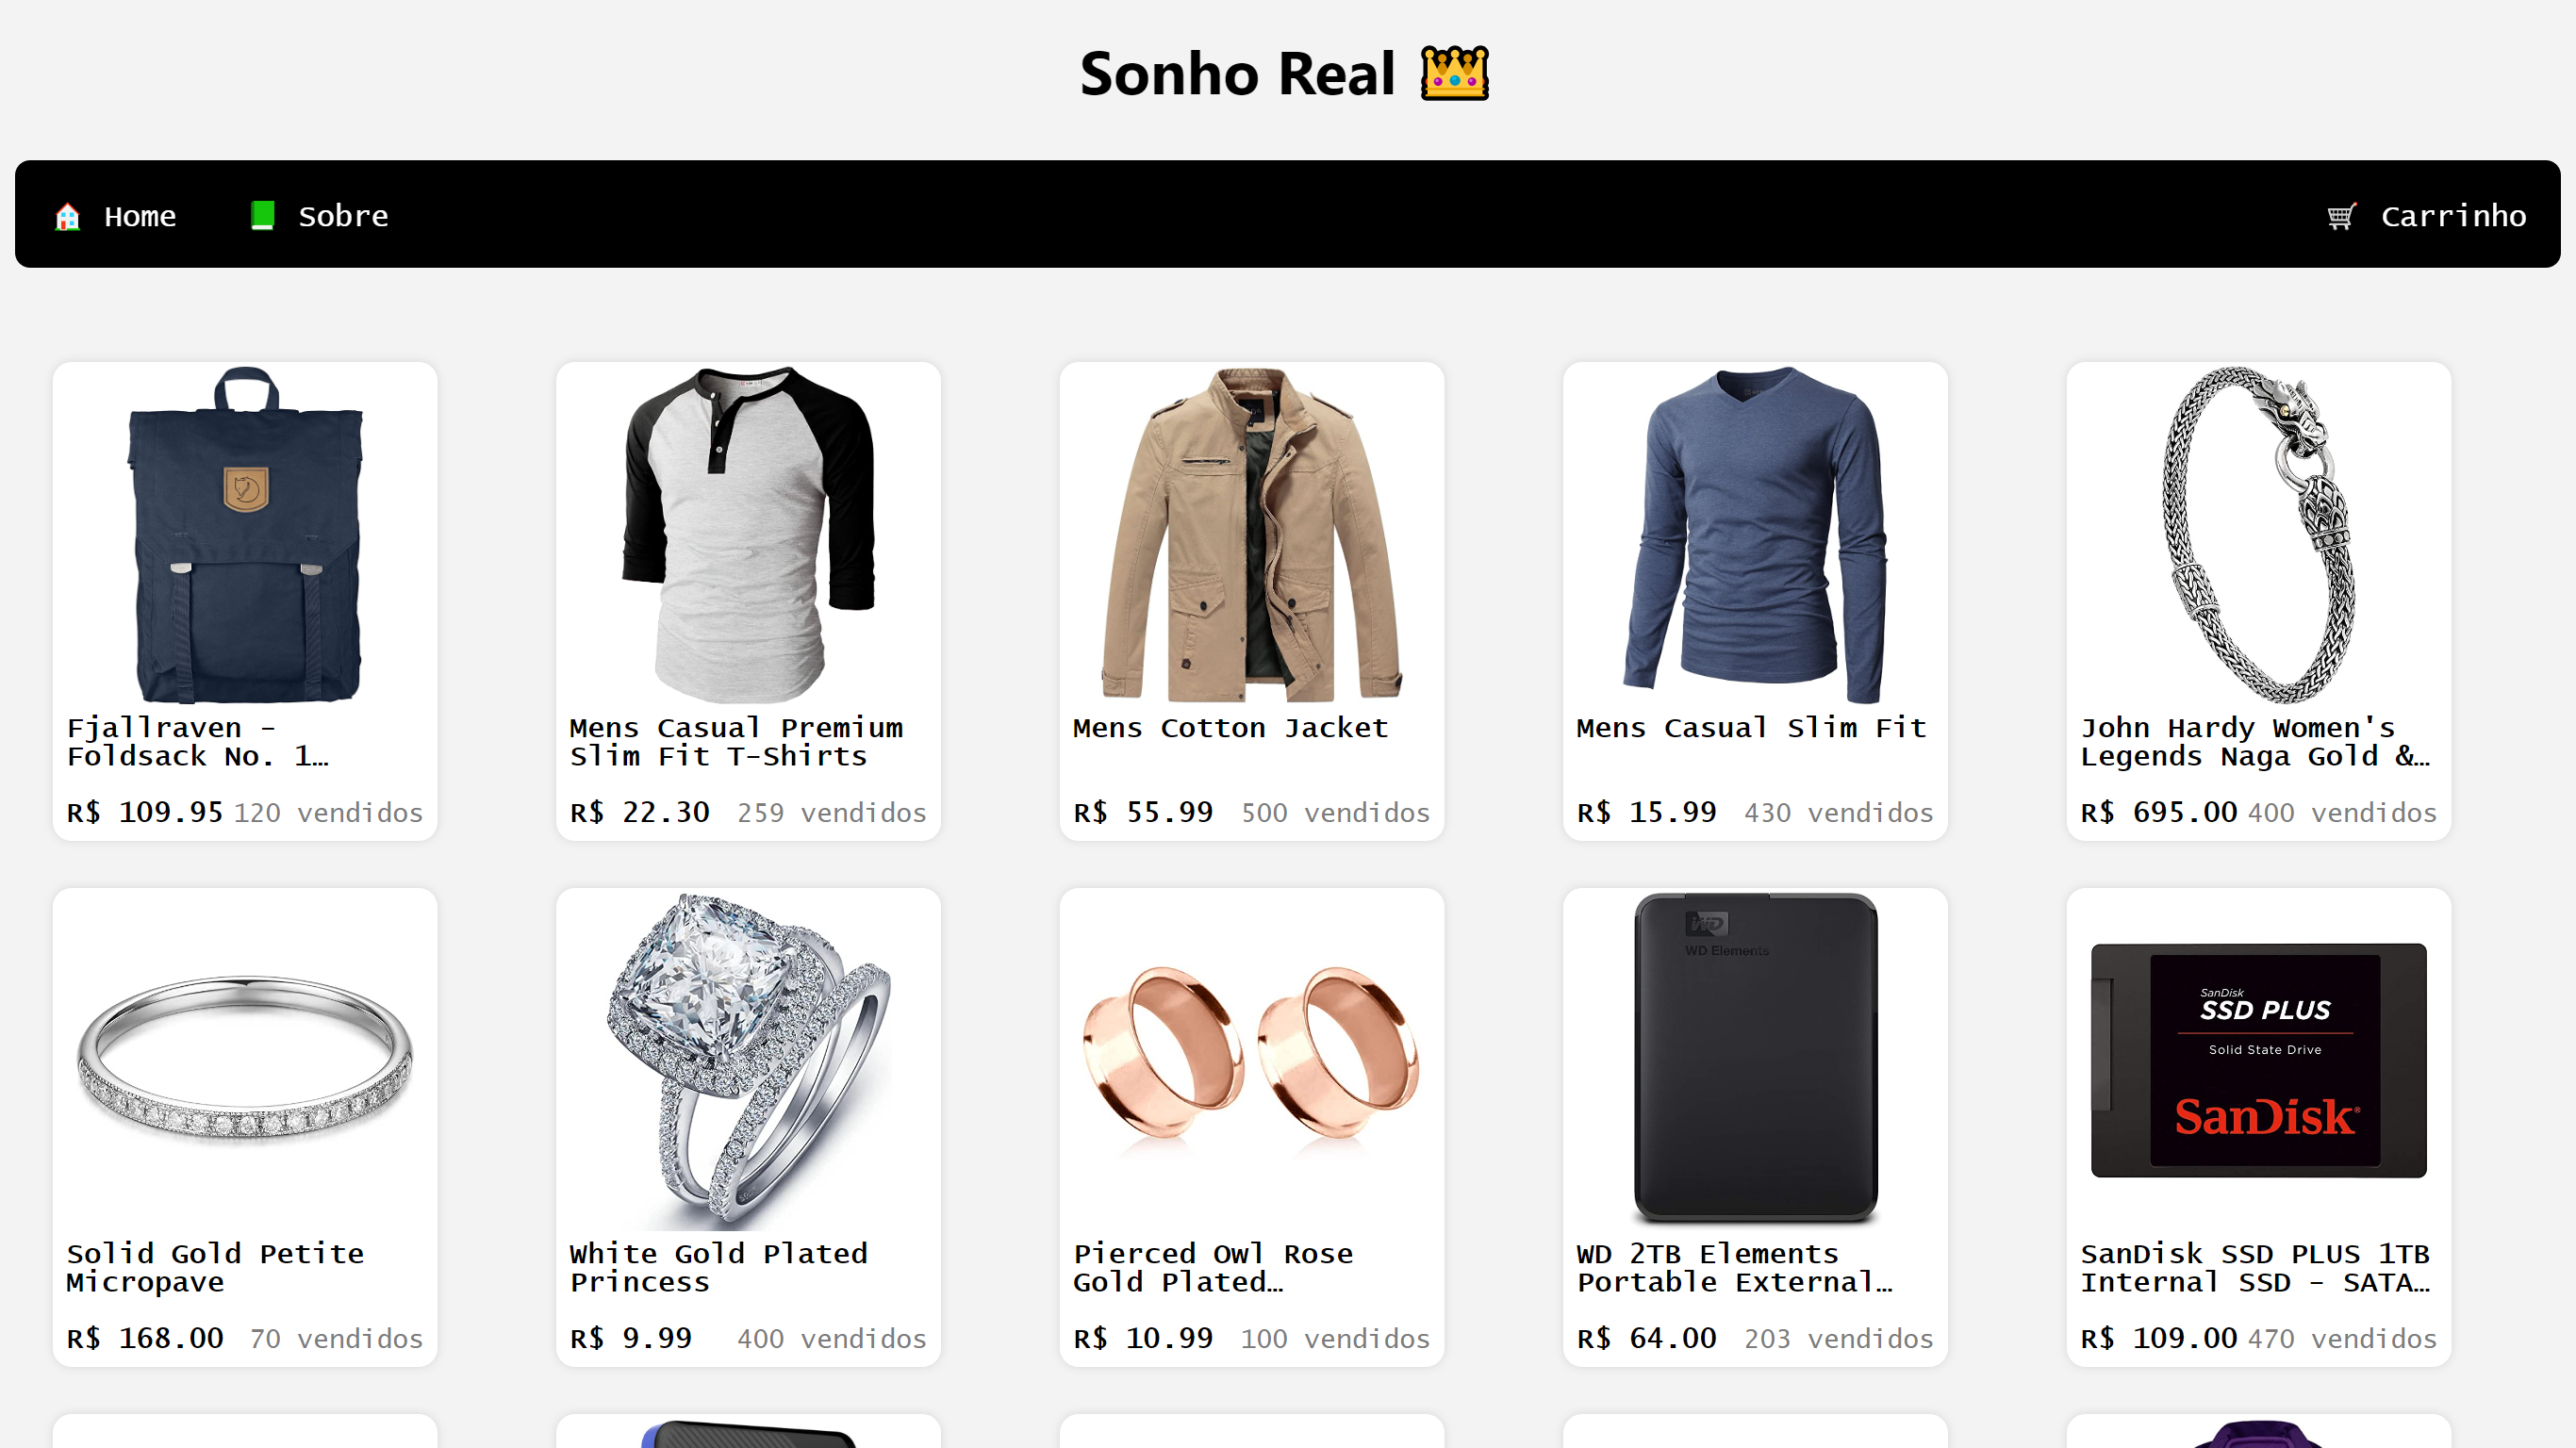 Sonho Real
Home
Sobre
Carrinho
Fjallraven -
Foldsack No. 1…
R$ 109.95 120 vendidos
Mens Casual Premium
Slim Fit T-Shirts
R$ 22.30 259 vendidos
Mens Cotton Jacket
R$ 55.99 500 vendidos
Mens Casual Slim Fit
R$ 15.99 430 vendidos
John Hardy Women's
Legends Naga Gold &…
R$ 695.00 400 vendidos
Solid Gold Petite
Micropave
R$ 168.00 70 vendidos
White Gold Plated
Princess
R$ 9.99 400 vendidos
Pierced Owl Rose
Gold Plated…
R$ 10.99 100 vendidos
WD
WD Elements
WD 2TB Elements
Portable External…
R$ 64.00 203 vendidos
SanDisk
SSD PLUS
Solid State Drive
SanDisk®
SanDisk SSD PLUS 1TB
Internal SSD - SATA…
R$ 109.00 470 vendidos